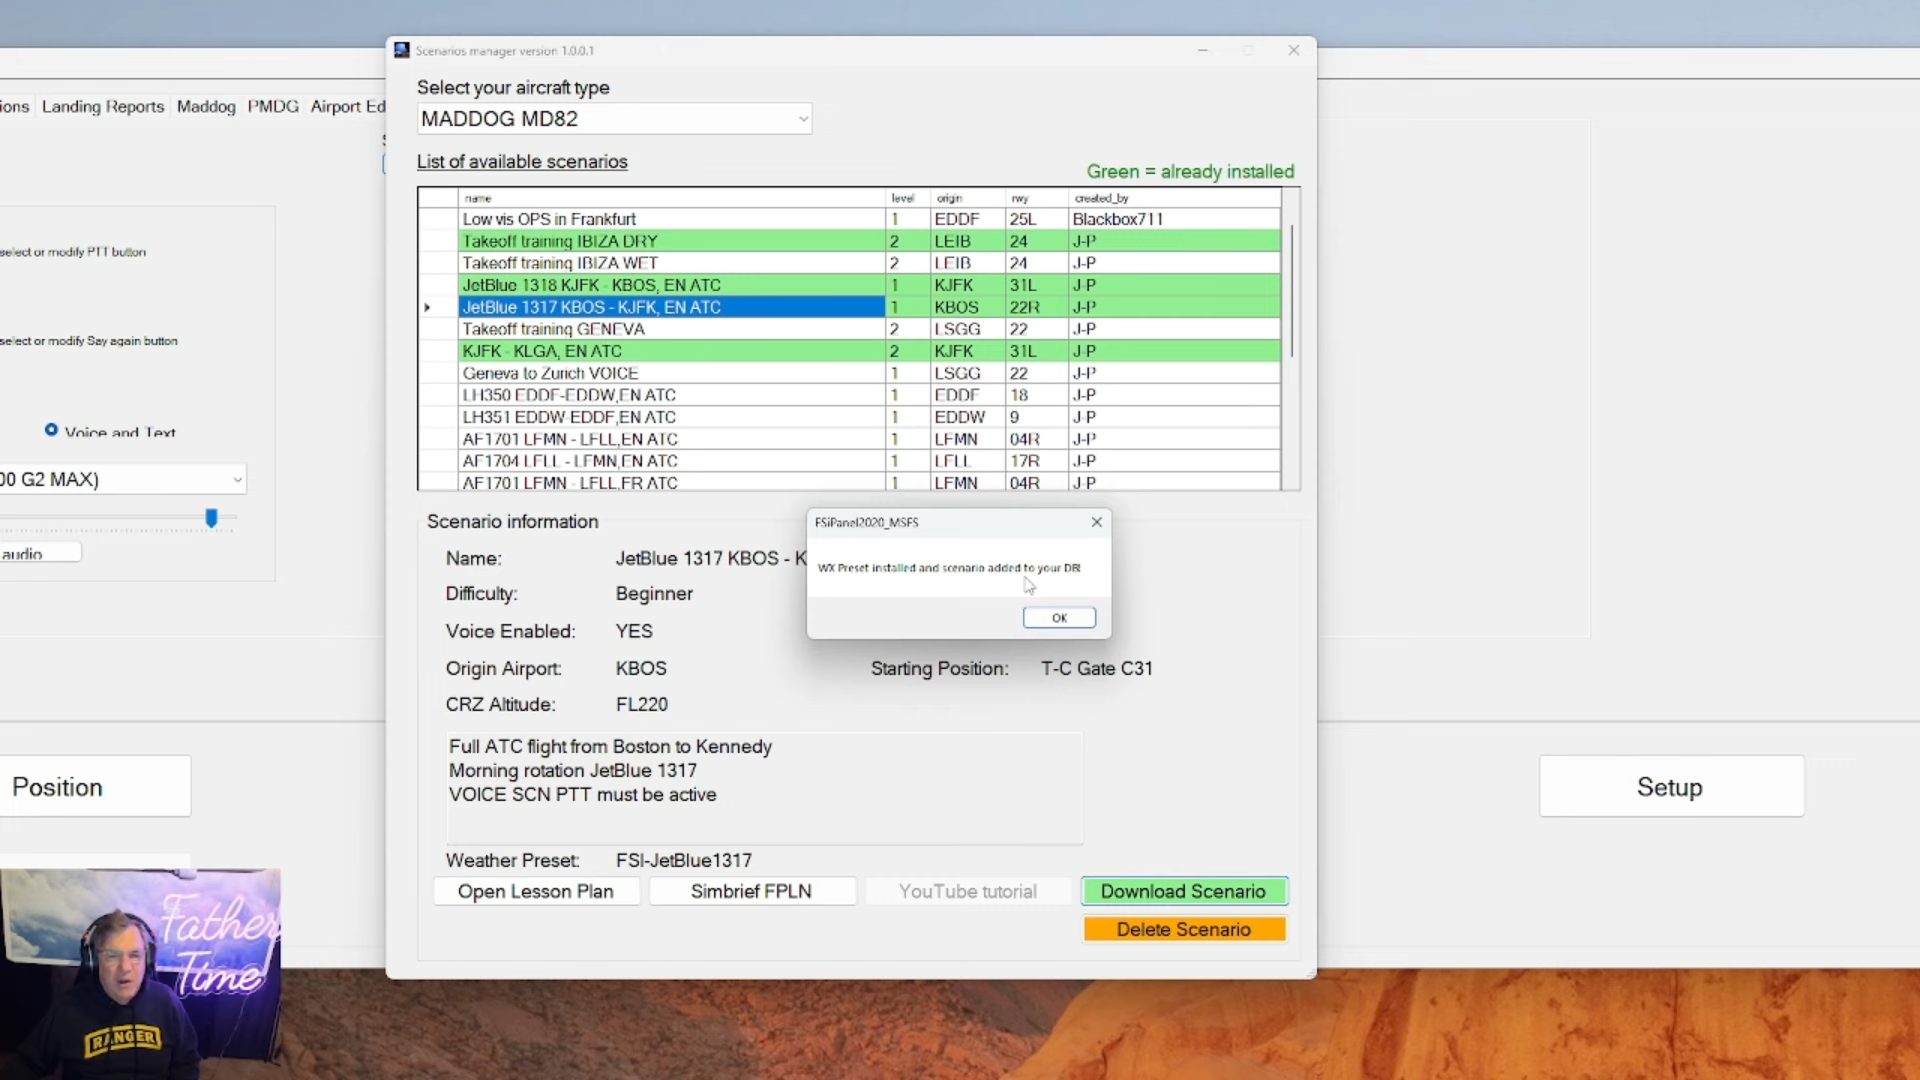 Scenarios manager version 1.0.0.1
Select your aircraft type
MADDOG MD82
ions Landing Reports Maddog PMDG Airport Ed
List of available scenarios
Green = already installed
name level origin rwy created_by
Low vis OPS in Frankfurt 1 EDDF 25L Blackbox711
Takeoff training IBIZA DRY 2 LEIB 24 J-P
Takeoff training IBIZA WET 2 LEIB 24 J-P
JetBlue 1318 KJFK - KBOS, EN ATC 1 KJFK 31L J-P
JetBlue 1317 KBOS - KJFK, EN ATC 1 KBOS 22R J-P
Takeoff training GENEVA 2 LSGG 22 J-P
KJFK - KLGA, EN ATC 2 KJFK 31L J-P
Geneva to Zurich VOICE 1 LSGG 22 J-P
LH350 EDDF-EDDW,EN ATC 1 EDDF 18 J-P
LH351 EDDW-EDDF,EN ATC 1 EDDW 9 J-P
AF1701 LFMN - LFLL,EN ATC 1 LFMN 04R J-P
AF1704 LFLL - LFMN,EN ATC 1 LFLL 17R J-P
AF1701 LFMN - LFLL,FR ATC 1 LFMN 04R J-P
select or modify PTT button
select or modify Say again button
Voice and Text
00 G2 MAX)
audio
Scenario information
FSiPanel2020_MSFS
WX Preset installed and scenario added to your DB!
OK
Name: JetBlue 1317 KBOS - K
Difficulty: Beginner
Voice Enabled: YES
Origin Airport: KBOS
Starting Position: T-C Gate C31
CRZ Altitude: FL220
Full ATC flight from Boston to Kennedy
Morning rotation JetBlue 1317
VOICE SCN PTT must be active
Weather Preset: FSI-JetBlue1317
Open Lesson Plan Simbrief FPLN YouTube tutorial Download Scenario
Delete Scenario
Position
Setup
Father
Time
RANGER